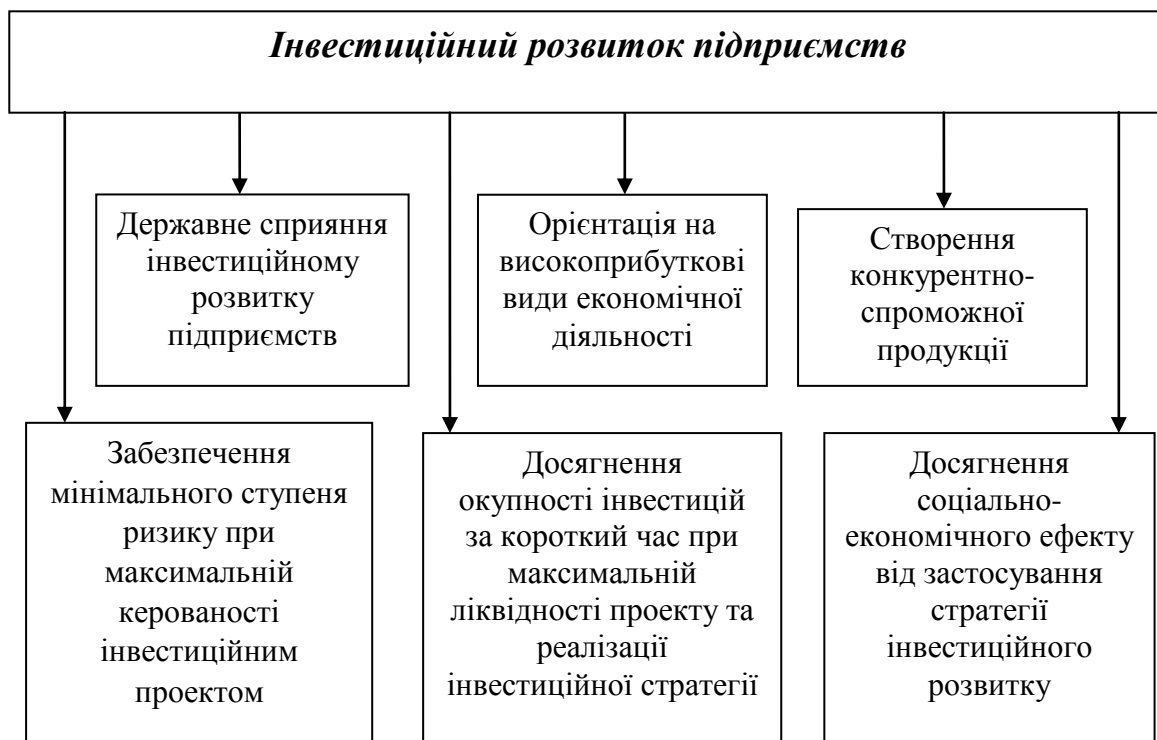 Інвестиційний розвиток підприємств
Державне сприяння
інвестиційному
розвитку
підприємств
Орієнтація на
високоприбуткові
види економічної
діяльності
Створення
конкурентно-
спроможної
продукції
Забезпечення
мінімального ступеня
ризику при
максимальній
керованості
інвестиційним
проектом
Досягнення
окупності інвестицій
за короткий час при
максимальній
ліквідності проекту та
реалізації
інвестиційної стратегії
Досягнення
соціально-
економічного ефекту
від застосування
стратегії
інвестиційного
розвитку